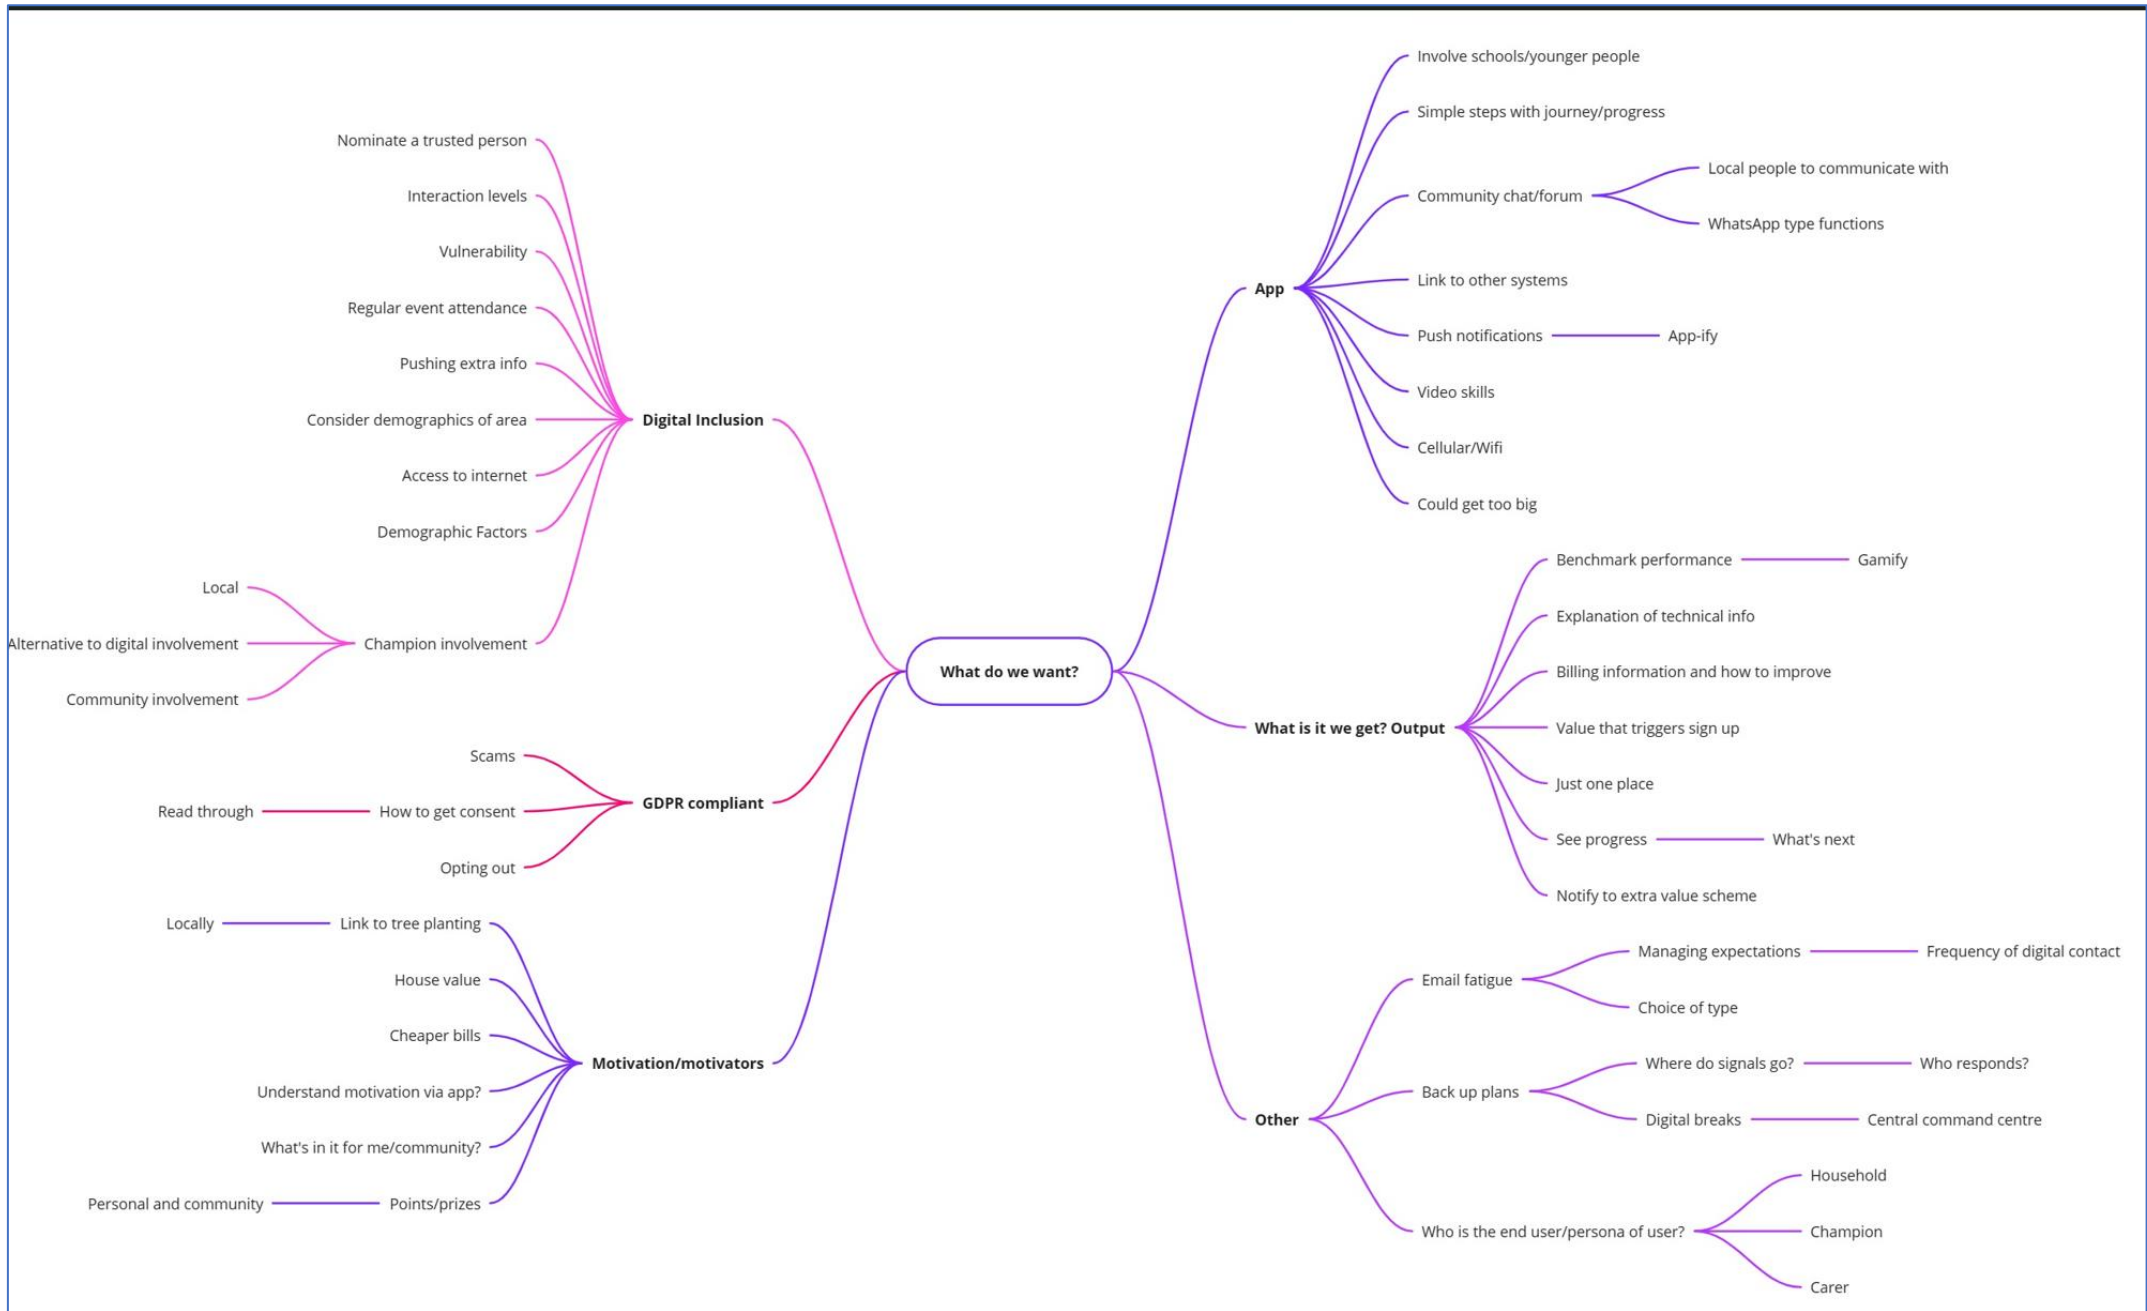 What do we want?
Digital Inclusion
Nominate a trusted person
Interaction levels
Vulnerability
Regular event attendance
Pushing extra info
Consider demographics of area
Access to internet
Demographic Factors
Champion involvement
Local
Alternative to digital involvement
Community involvement
GDPR compliant
Scams
How to get consent
Read through
Opting out
Motivation/motivators
Link to tree planting
Locally
House value
Cheaper bills
Understand motivation via app?
What's in it for me/community?
Points/prizes
Personal and community
App
Involve schools/younger people
Simple steps with journey/progress
Community chat/forum
Local people to communicate with
WhatsApp type functions
Link to other systems
Push notifications
App-ify
Video skills
Cellular/Wifi
Could get too big
What is it we get? Output
Benchmark performance
Gamify
Explanation of technical info
Billing information and how to improve
Value that triggers sign up
Just one place
See progress
What's next
Notify to extra value scheme
Other
Email fatigue
Managing expectations
Frequency of digital contact
Choice of type
Back up plans
Where do signals go?
Who responds?
Digital breaks
Central command centre
Who is the end user/persona of user?
Household
Champion
Carer